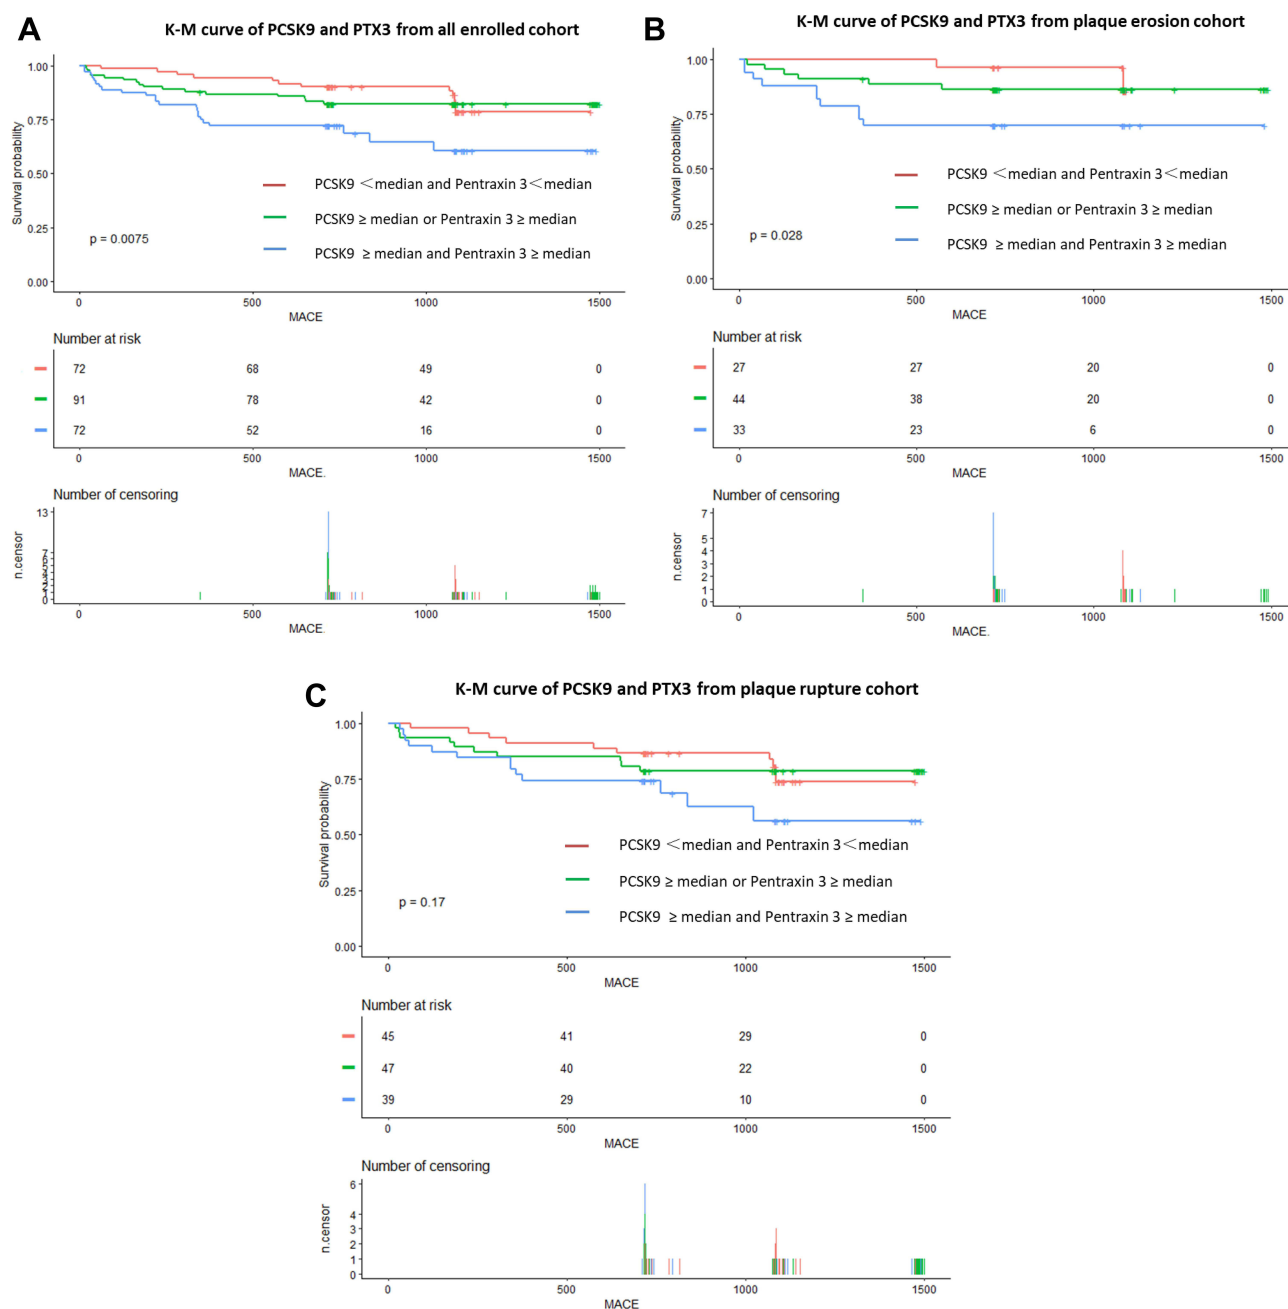 A
K-M curve of PCSK9 and PTX3 from all enrolled cohort
Survival probability
1.00
0.75
0.50
0.25
0.00
PCSK9 <median and Pentraxin 3<median
PCSK9 ≥ median or Pentraxin 3 ≥ median
PCSK9 ≥ median and Pentraxin 3 ≥ median
p = 0.0075
0 500 1000 1500
MACE
Number at risk
72 68 49 0
91 78 42 0
72 52 16 0
0 500 1000 1500
MACE.
Number of censoring
n.censor
13
7
6
5
4
3
2
1
0
0 500 1000 1500
MACE.
B
K-M curve of PCSK9 and PTX3 from plaque erosion cohort
Survival probability
1.00
0.75
0.50
0.25
0.00
PCSK9 <median and Pentraxin 3<median
PCSK9 ≥ median or Pentraxin 3 ≥ median
PCSK9 ≥ median and Pentraxin 3 ≥ median
p = 0.028
0 500 1000 1500
MACE
Number at risk
27 27 20 0
44 38 20 0
33 23 6 0
0 500 1000 1500
MACE.
Number of censoring
n.censor
7
5
4
3
2
1
0
0 500 1000 1500
MACE.
C
K-M curve of PCSK9 and PTX3 from plaque rupture cohort
Survival probability
1.00
0.75
0.50
0.25
0.00
PCSK9 <median and Pentraxin 3<median
PCSK9 ≥ median or Pentraxin 3 ≥ median
PCSK9 ≥ median and Pentraxin 3 ≥ median
p = 0.17
0 500 1000 1500
MACE
Number at risk
45 41 29 0
47 40 22 0
39 29 10 0
0 500 1000 1500
MACE
Number of censoring
n.censor
6
4
3
2
1
0
0 500 1000 1500
MACE